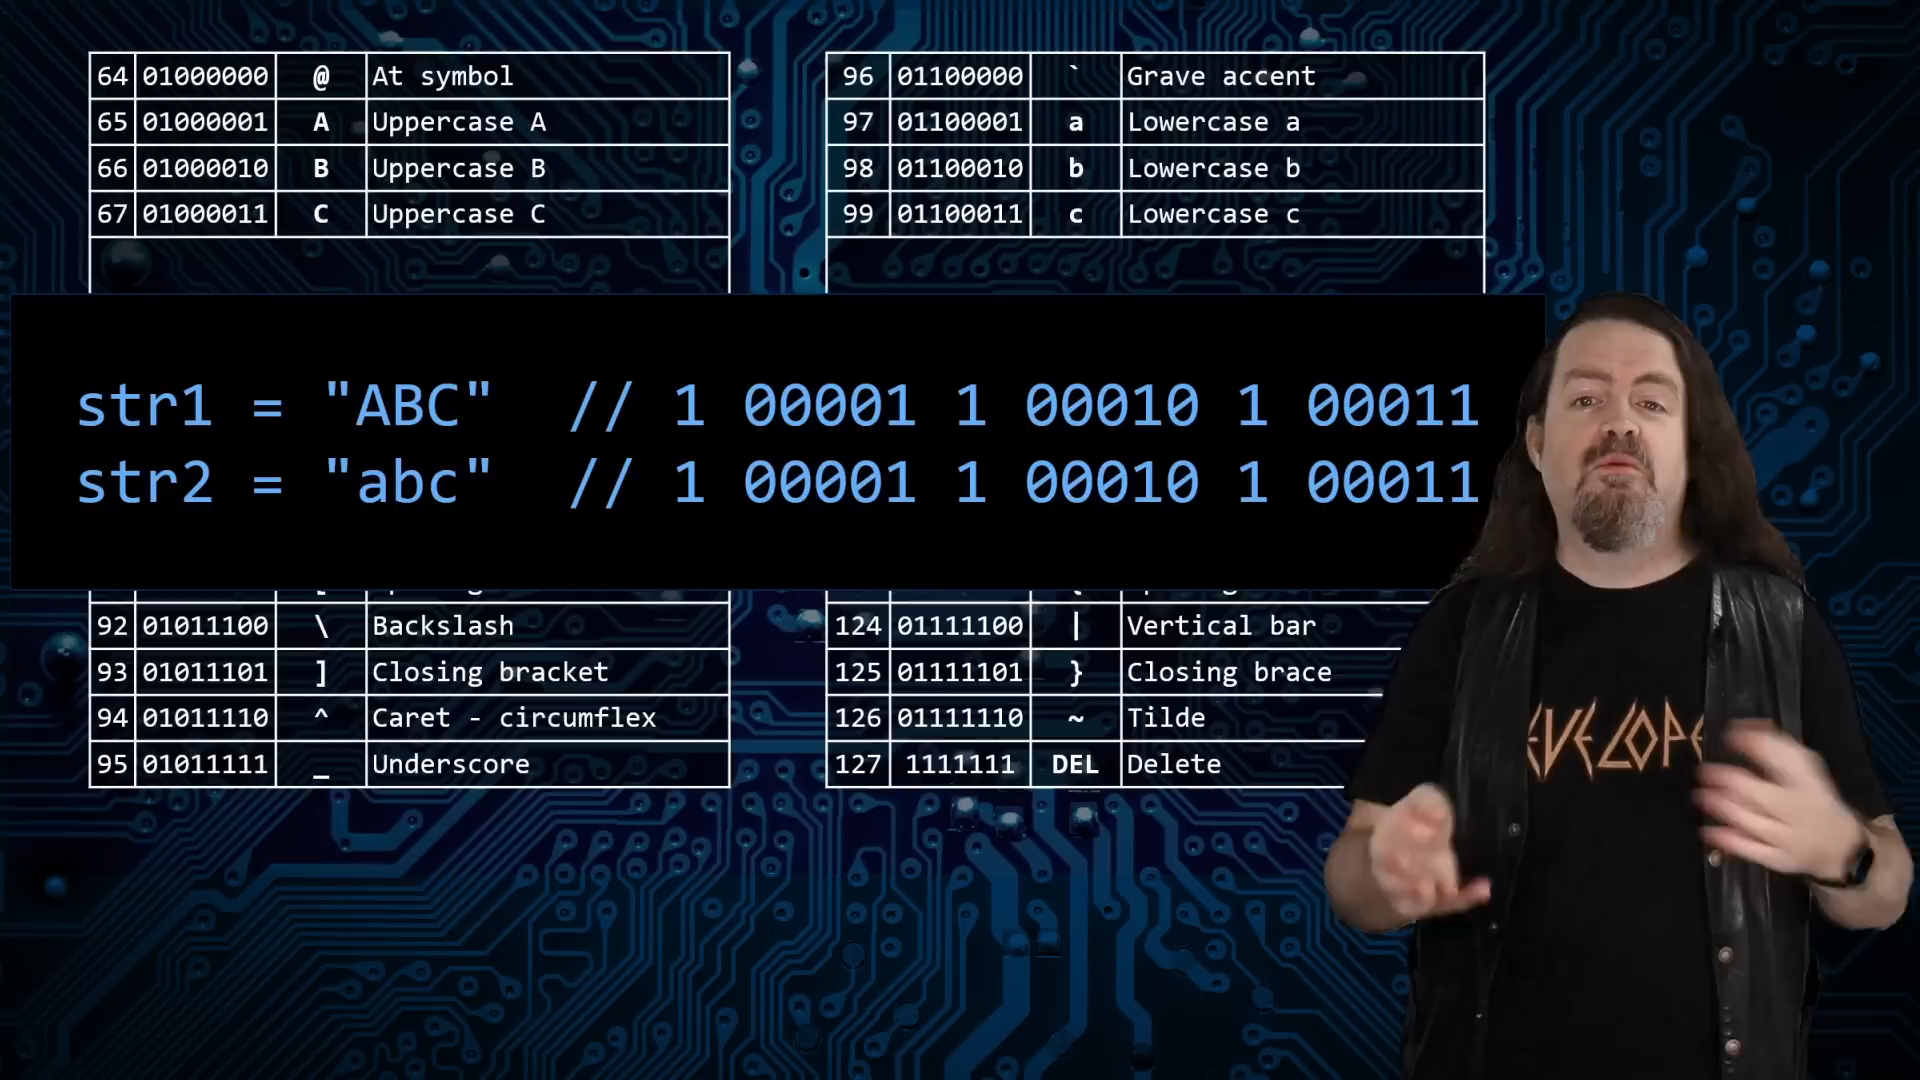 64 01000000 @ At symbol
65 01000001 A Uppercase A
66 01000010 B Uppercase B
67 01000011 C Uppercase C
96 01100000 ` Grave accent
97 01100001 a Lowercase a
98 01100010 b Lowercase b
99 01100011 c Lowercase c
str1 = "ABC" // 1 00001 1 00010 1 00011
str2 = "abc" // 1 00001 1 00010 1 00011
92 01011100 \ Backslash
93 01011101 ] Closing bracket
94 01011110 ^ Caret - circumflex
95 01011111 _ Underscore
124 01111100 | Vertical bar
125 01111101 } Closing brace
126 01111110 ~ Tilde
127 1111111 DEL Delete
EVELOPE